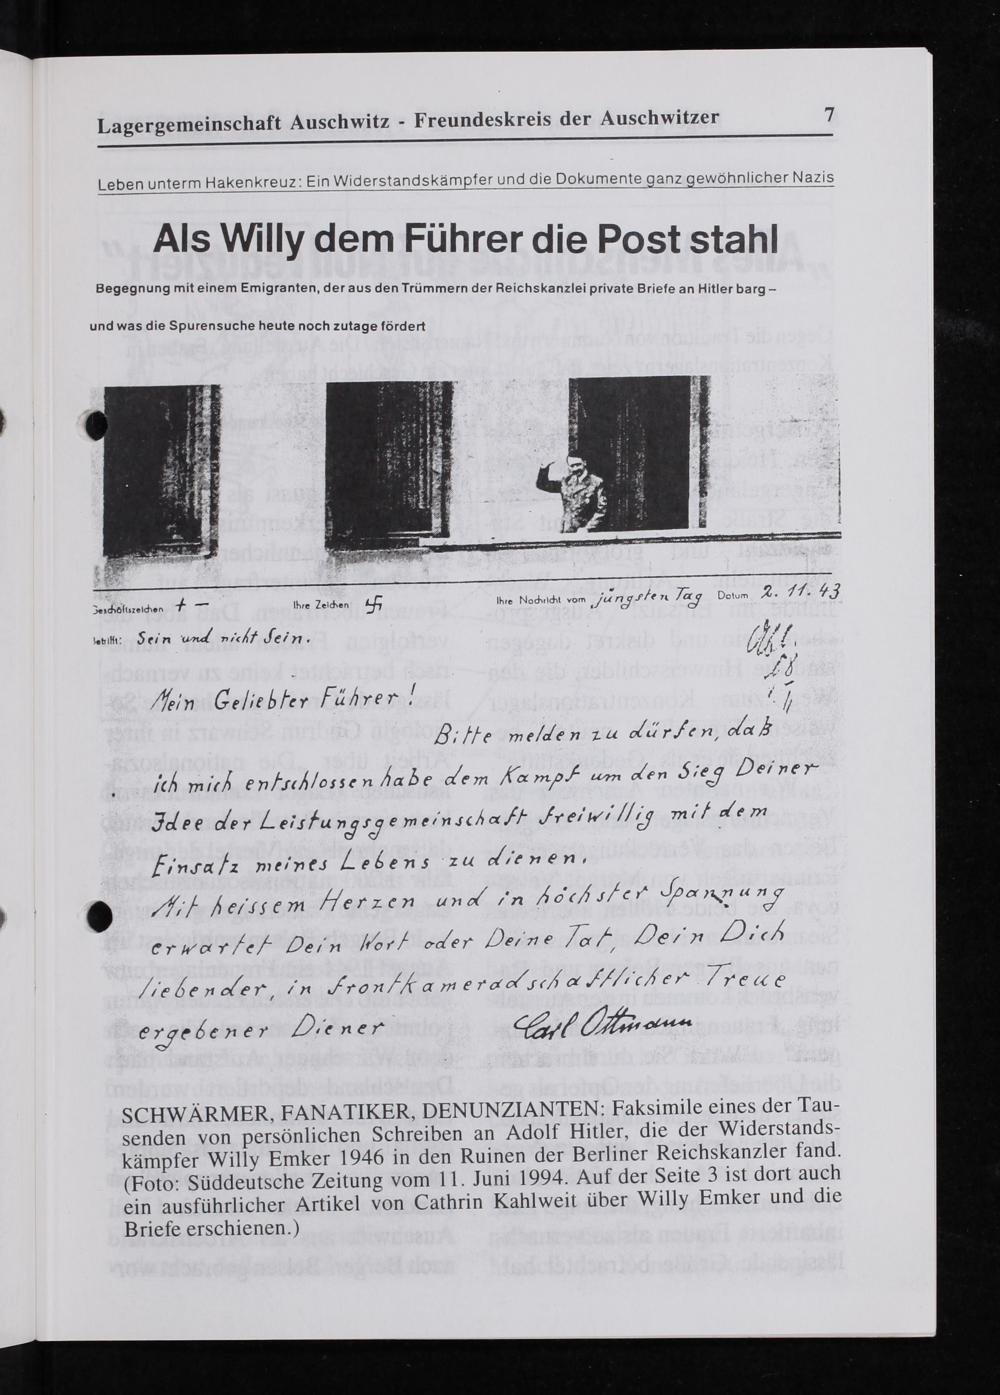 Lagergemeinschaft Auschwitz - Freundeskreis der Auschwitzer 7
Leben unterm Hakenkreuz: Ein Widerstandskämpfer und die Dokumente ganz gewöhnlicher Nazis
Als Willy dem Führer die Post stahl
Begegnung mit einem Emigranten, der aus den Trümmern der Reichskanzlei private Briefe an Hitler barg –
und was die Spurensuche heute noch zutage fördert
Geschäftszeichen + — Ihre Zeichen 卐 Ihre Nachricht vom jüngsten Tag Datum 2. 11. 43
betrifft: Sein und nicht Sein.
Mein Geliebter Führer!
Bitte melden zu dürfen, daß
ich mich entschlossen habe dem Kampf um den Sieg Deiner
Idee der Leistungsgemeinschaft freiwillig mit dem
Einsatz meines Lebens zu dienen.
Mit heissem Herzen und in höchster Spannung
erwartet Dein Wort oder Deine Tat, Dein Dich
liebender, in frontkameradschaftlicher Treue
ergebener Diener Carl Ottmann
SCHWÄRMER, FANATIKER, DENUNZIANTEN: Faksimile eines der Tau-
senden von persönlichen Schreiben an Adolf Hitler, die der Widerstands-
kämpfer Willy Emker 1946 in den Ruinen der Berliner Reichskanzler fand.
(Foto: Süddeutsche Zeitung vom 11. Juni 1994. Auf der Seite 3 ist dort auch
ein ausführlicher Artikel von Cathrin Kahlweit über Willy Emker und die
Briefe erschienen.)